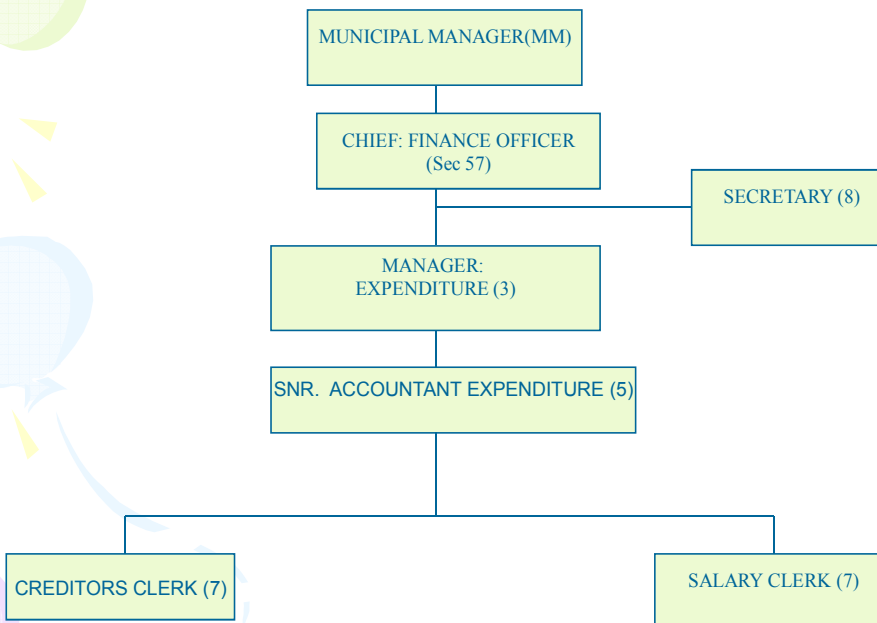 MUNICIPAL MANAGER(MM)
CHIEF: FINANCE OFFICER
(Sec 57)
SECRETARY (8)
MANAGER:
EXPENDITURE (3)
SNR. ACCOUNTANT EXPENDITURE (5)
CREDITORS CLERK (7)
SALARY CLERK (7)